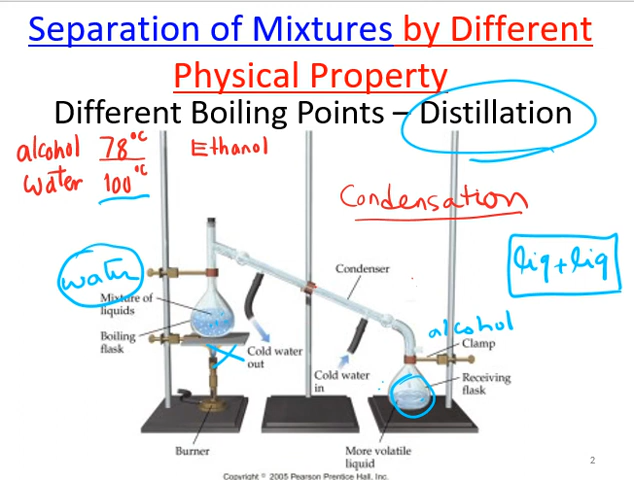 Separation of Mixtures by Different
Physical Property
Different Boiling Points – Distillation
alcohol 78°C Ethanol
water 100°C
Condensation
liq + liq
water
Condenser
Mixture of
liquids
Boiling
flask
alcohol
Clamp
Cold water
out
Cold water
in
Receiving
flask
Burner
More volatile
liquid
2
Copyright © 2005 Pearson Prentice Hall, Inc.